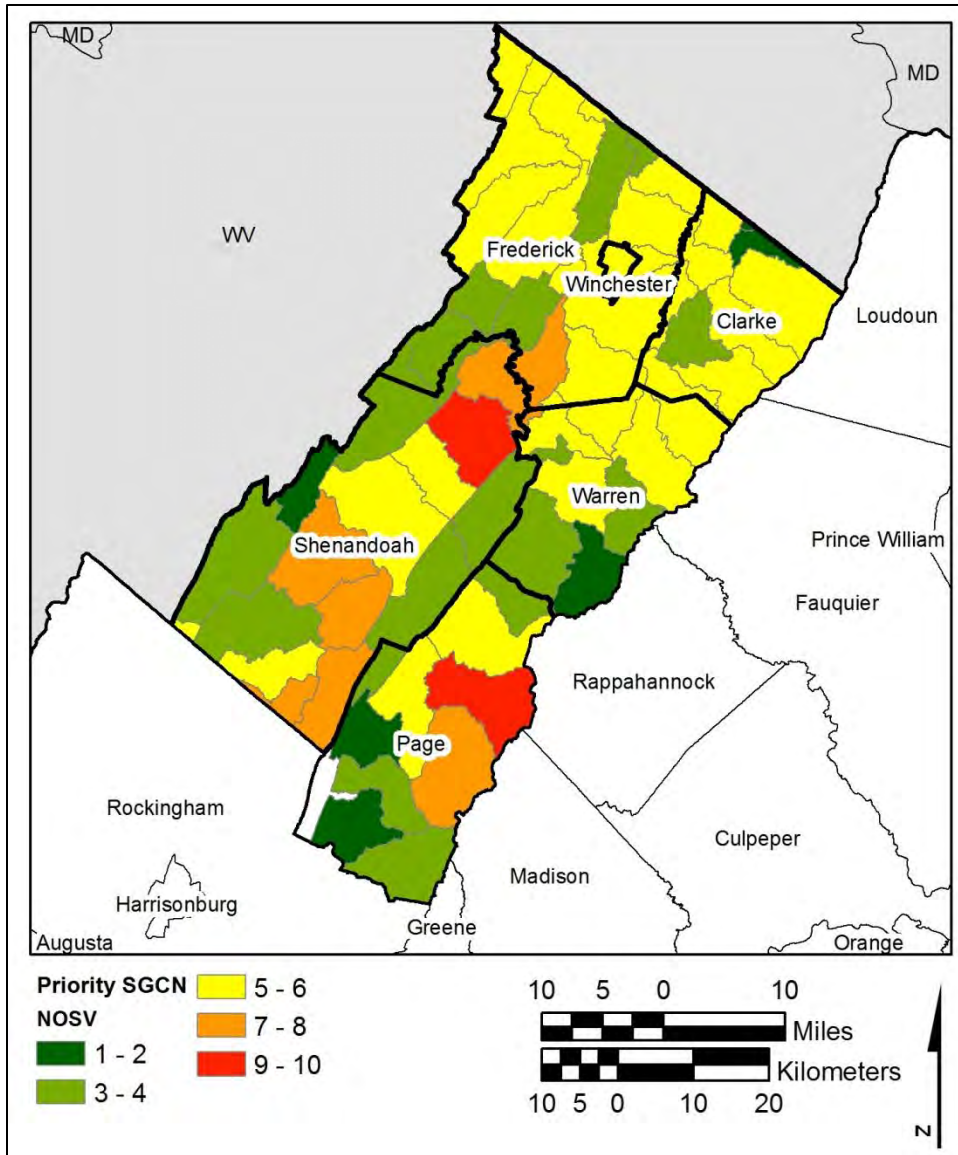 MD
MD
WV
Frederick
Winchester
Clarke
Loudoun
Warren
Shenandoah
Prince William
Fauquier
Rappahannock
Page
Rockingham
Culpeper
Madison
Harrisonburg
Greene
Augusta
Orange
Priority SGCN
NOSV
1 - 2
3 - 4
5 - 6
7 - 8
9 - 10
10 5 0 10
Miles
Kilometers
10 5 0 10 20
N